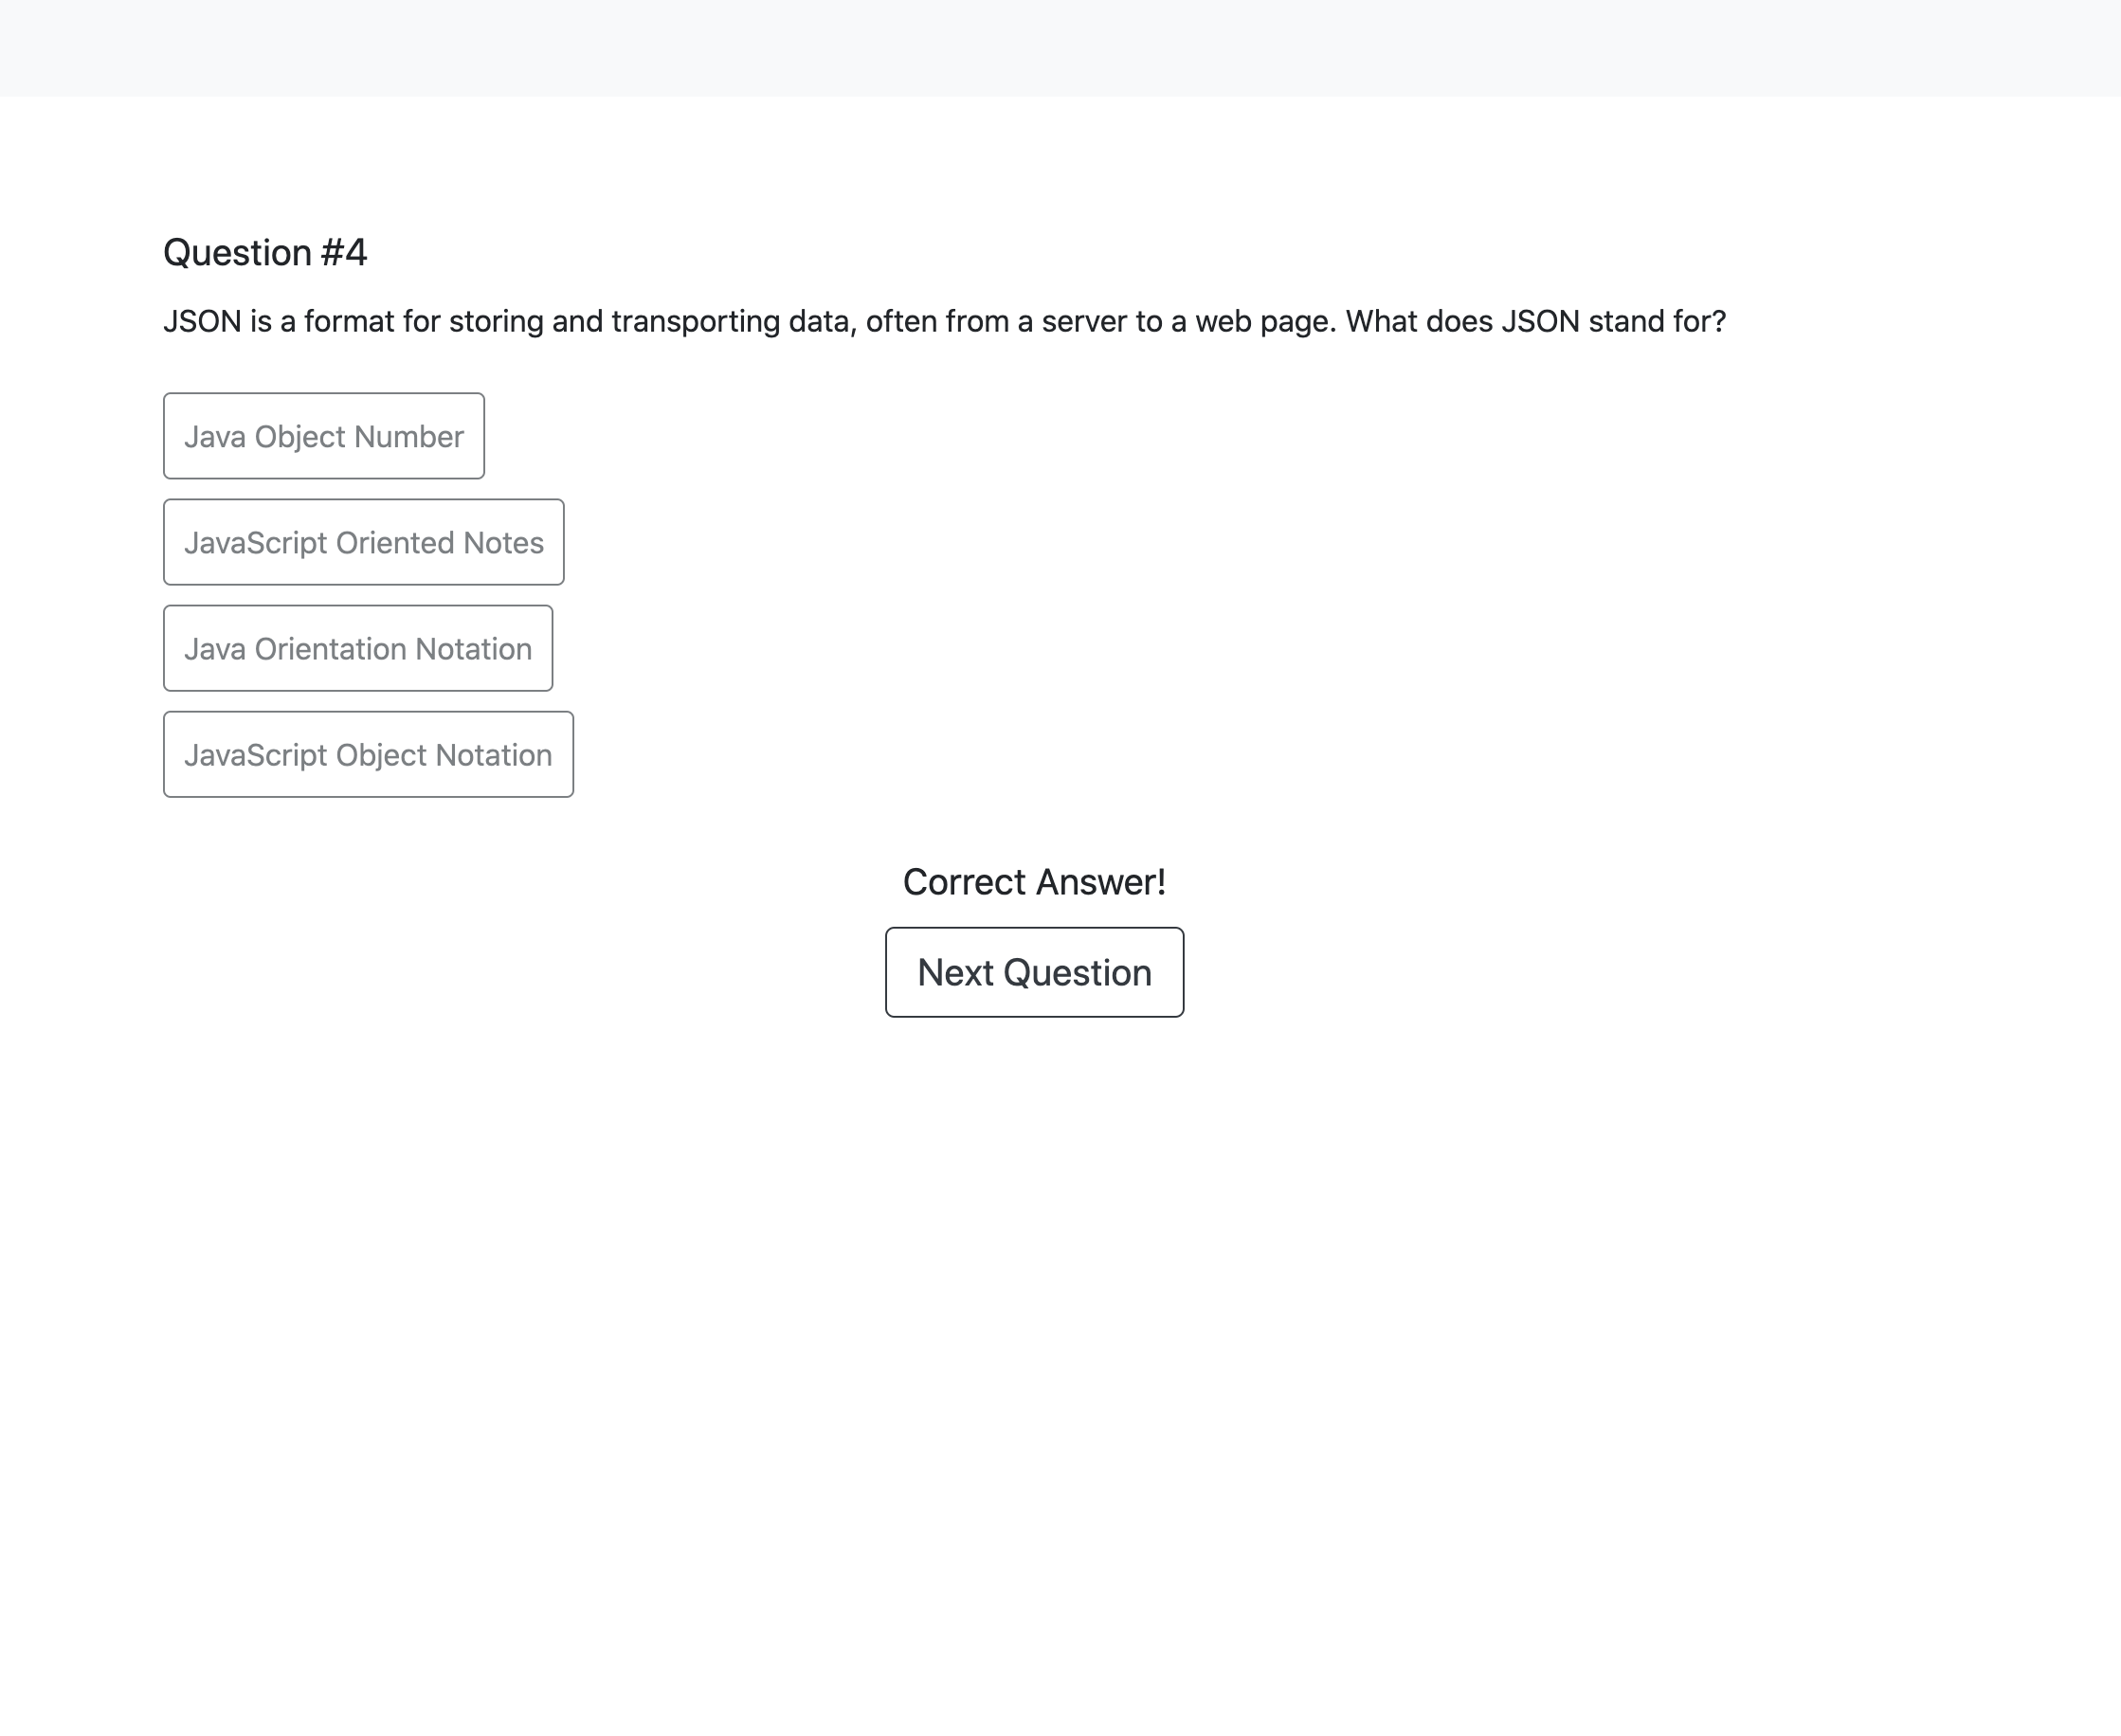 Question #4
JSON is a format for storing and transporting data, often from a server to a web page. What does JSON stand for?
Java Object Number
JavaScript Oriented Notes
Java Orientation Notation
JavaScript Object Notation
Correct Answer!
Next Question